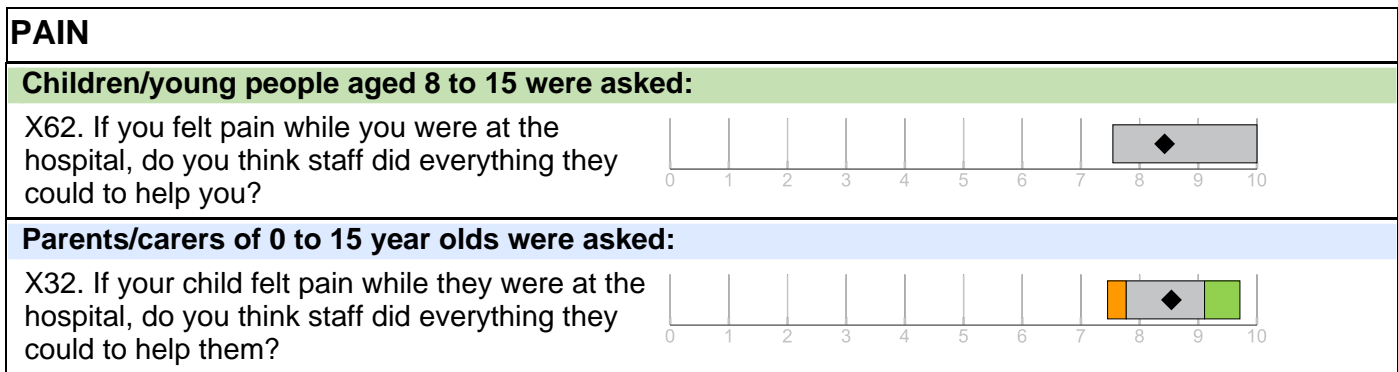 PAIN
Children/young people aged 8 to 15 were asked:
X62. If you felt pain while you were at the
hospital, do you think staff did everything they
could to help you?
0 1 2 3 4 5 6 7 8 9 10
Parents/carers of 0 to 15 year olds were asked:
X32. If your child felt pain while they were at the
hospital, do you think staff did everything they
could to help them?
0 1 2 3 4 5 6 7 8 9 10